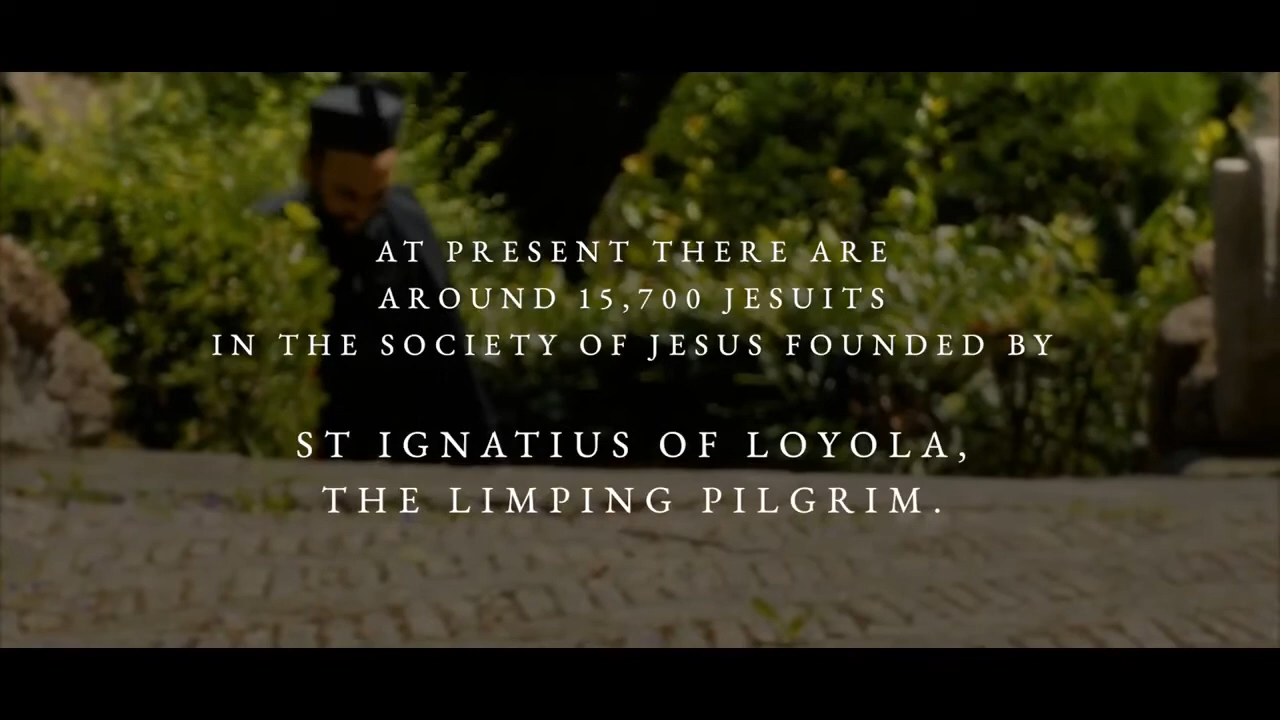 AT PRESENT THERE ARE
AROUND 15,700 JESUITS
IN THE SOCIETY OF JESUS FOUNDED BY
ST IGNATIUS OF LOYOLA,
THE LIMPING PILGRIM.